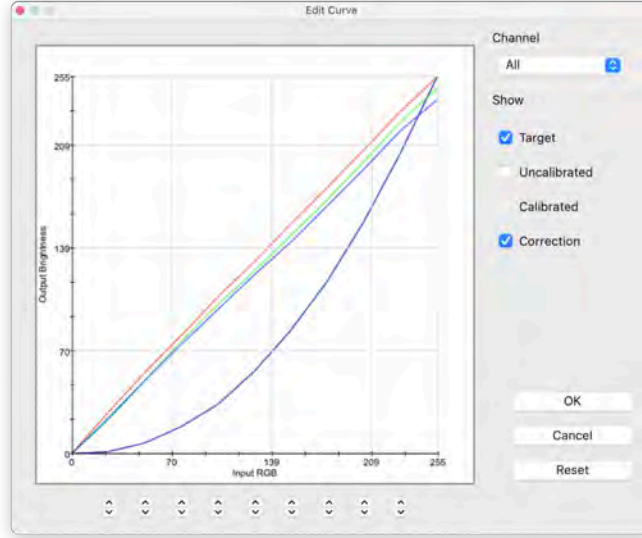 Edit Curve
Channel
All
Show
Target
Uncalibrated
Calibrated
Correction
255
209
139
70
0
Output Brightness
0 70 139 209 255
Input RGB
OK
Cancel
Reset